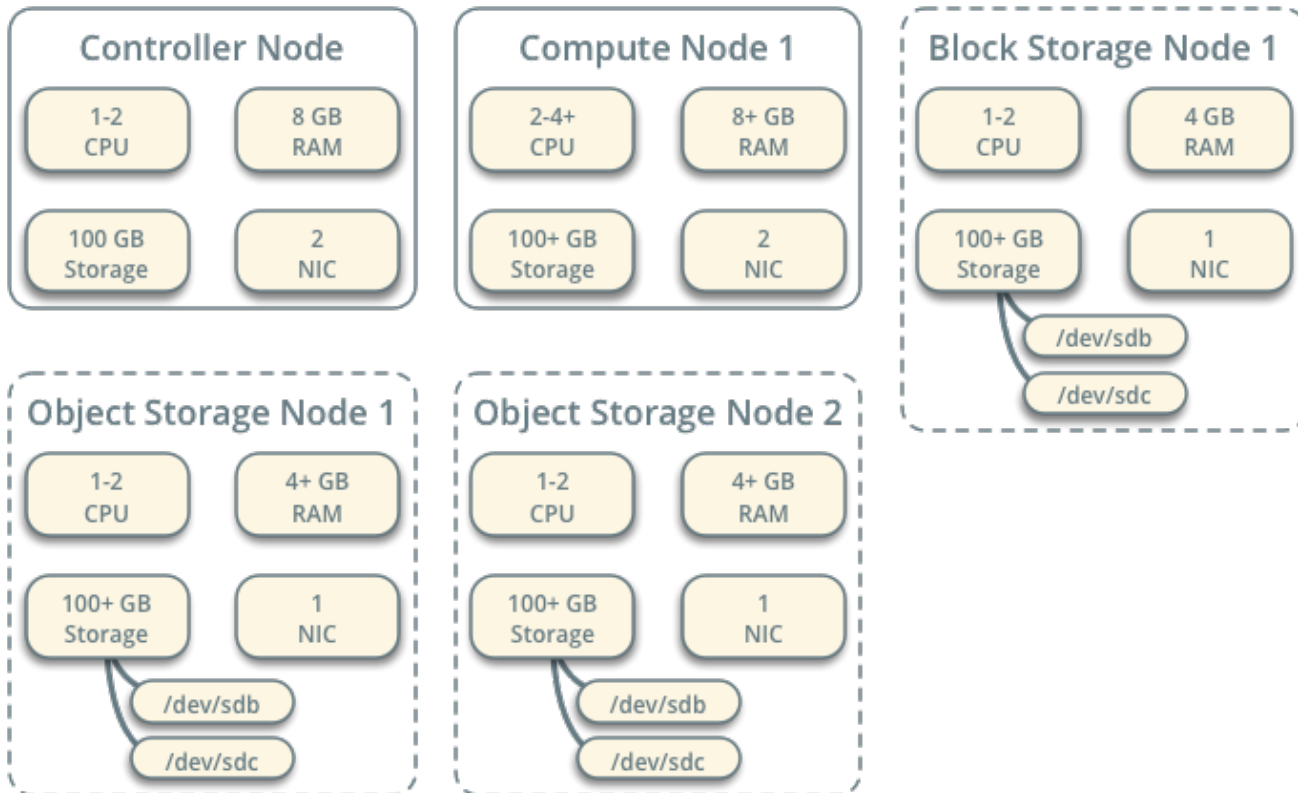 Controller Node
1-2
CPU
8 GB
RAM
100 GB
Storage
2
NIC
Compute Node 1
2-4+
CPU
8+ GB
RAM
100+ GB
Storage
2
NIC
Block Storage Node 1
1-2
CPU
4 GB
RAM
100+ GB
Storage
1
NIC
/dev/sdb
/dev/sdc
Object Storage Node 1
1-2
CPU
4+ GB
RAM
100+ GB
Storage
1
NIC
/dev/sdb
/dev/sdc
Object Storage Node 2
1-2
CPU
4+ GB
RAM
100+ GB
Storage
1
NIC
/dev/sdb
/dev/sdc